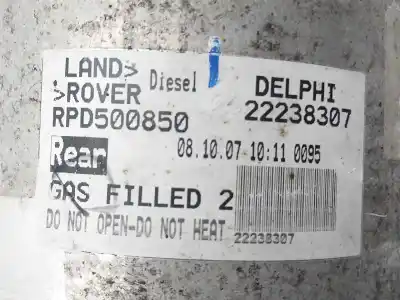 LAND> Diesel DELPHI
>ROVER 22238307
RPD500850
Rear 08.10.07-10:11 0095
GAS FILLED 2
DO NOT OPEN-DO NOT HEAT 22238307